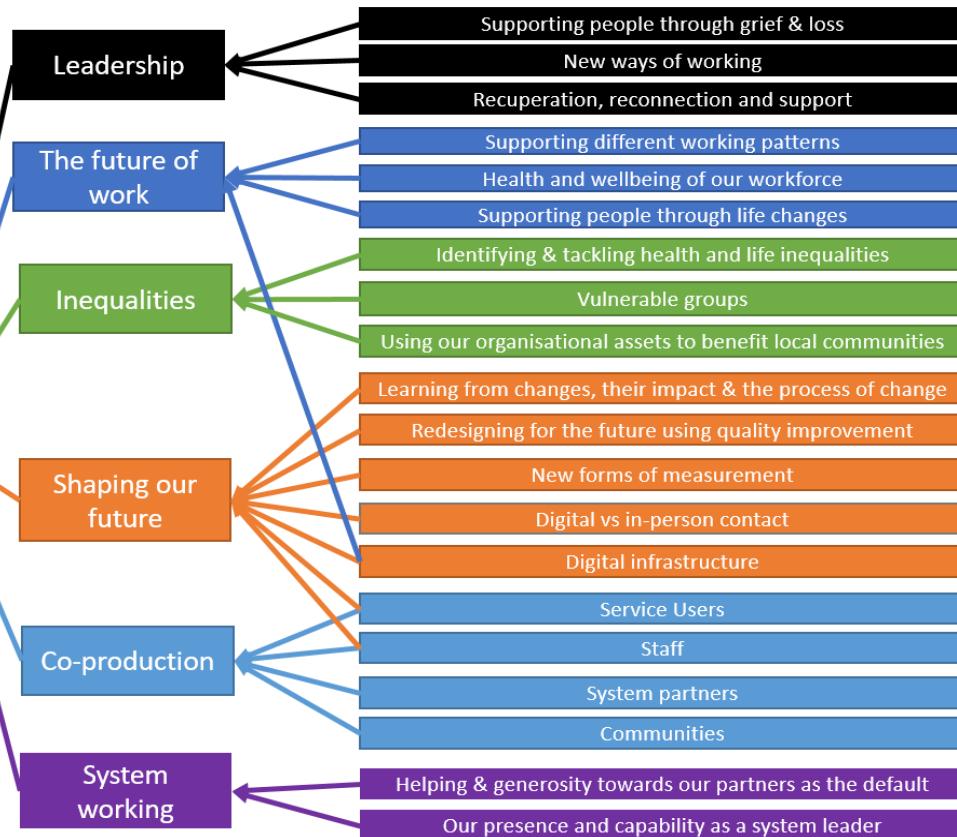 Leadership
Supporting people through grief & loss
New ways of working
Recuperation, reconnection and support
The future of
work
Supporting different working patterns
Health and wellbeing of our workforce
Supporting people through life changes
Inequalities
Identifying & tackling health and life inequalities
Vulnerable groups
Using our organisational assets to benefit local communities
Shaping our
future
Learning from changes, their impact & the process of change
Redesigning for the future using quality improvement
New forms of measurement
Digital vs in-person contact
Digital infrastructure
Co-production
Service Users
Staff
System partners
Communities
System
working
Helping & generosity towards our partners as the default
Our presence and capability as a system leader